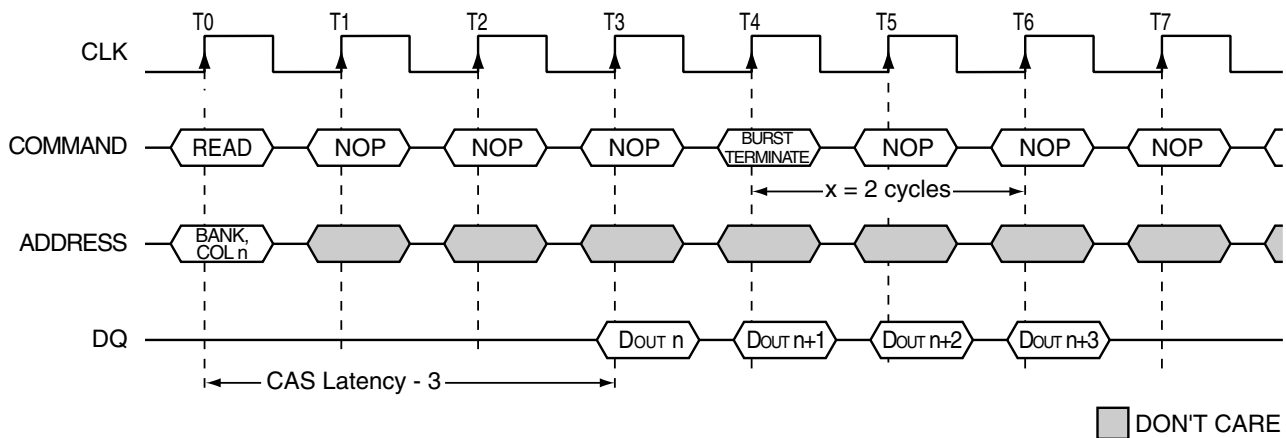 T0 T1 T2 T3 T4 T5 T6 T7
CLK
COMMAND READ NOP NOP NOP BURST TERMINATE NOP NOP NOP
x = 2 cycles
ADDRESS BANK, COL n
DQ DOUT n DOUT n+1 DOUT n+2 DOUT n+3
CAS Latency - 3
DON'T CARE